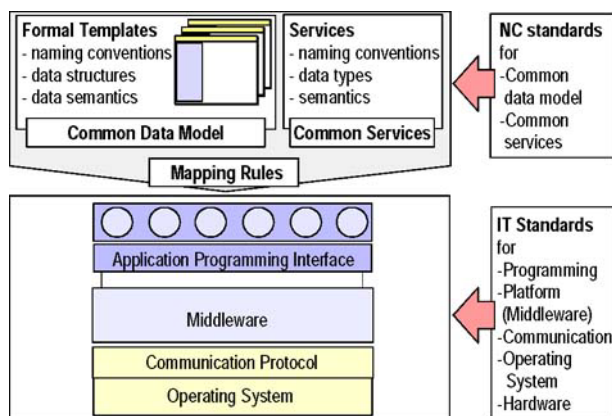 Formal Templates
- naming conventions
- data structures
- data semantics
Common Data Model
Services
- naming conventions
- data types
- semantics
Common Services
NC standards
for
-Common
data model
-Common
services
Mapping Rules
Application Programming Interface
Middleware
Communication Protocol
Operating System
IT Standards
for
-Programming
-Platform
(Middleware)
-Communication
-Operating
System
-Hardware